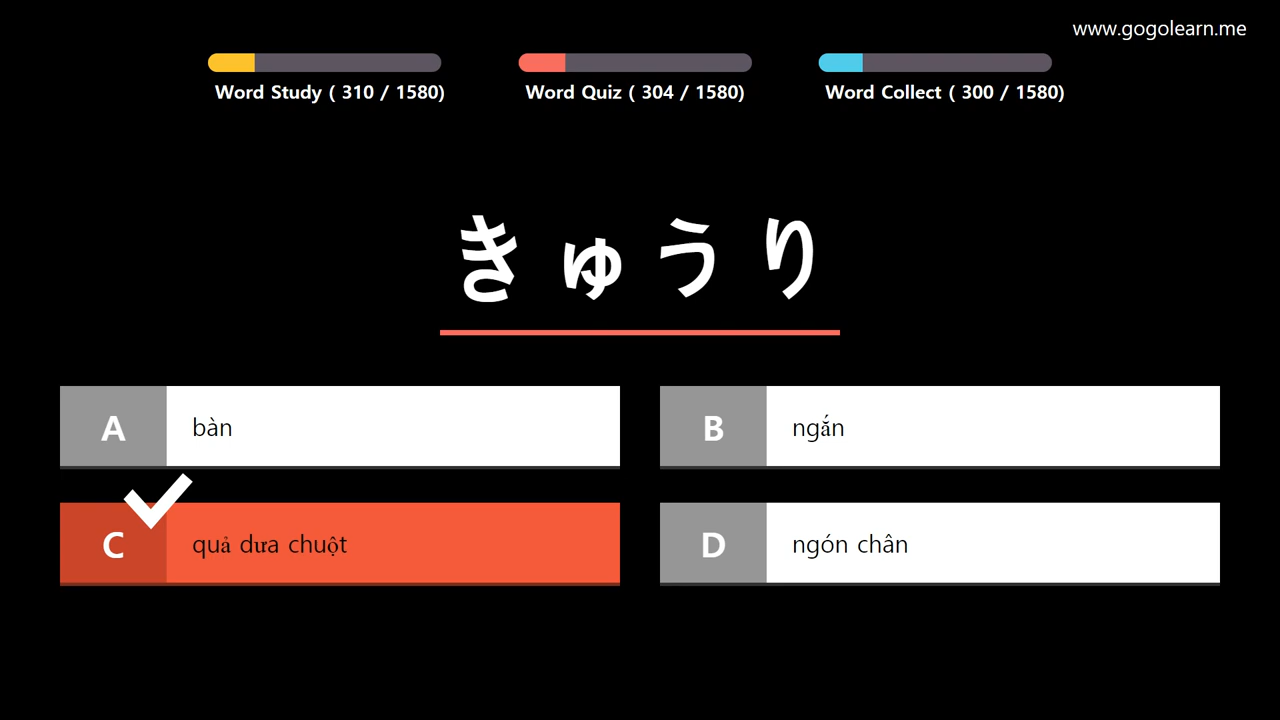 www.gogolearn.me
Word Study ( 310 / 1580)
Word Quiz ( 304 / 1580)
Word Collect ( 300 / 1580)
きゅうり
A bàn
B ngắn
C quả dưa chuột
D ngón chân